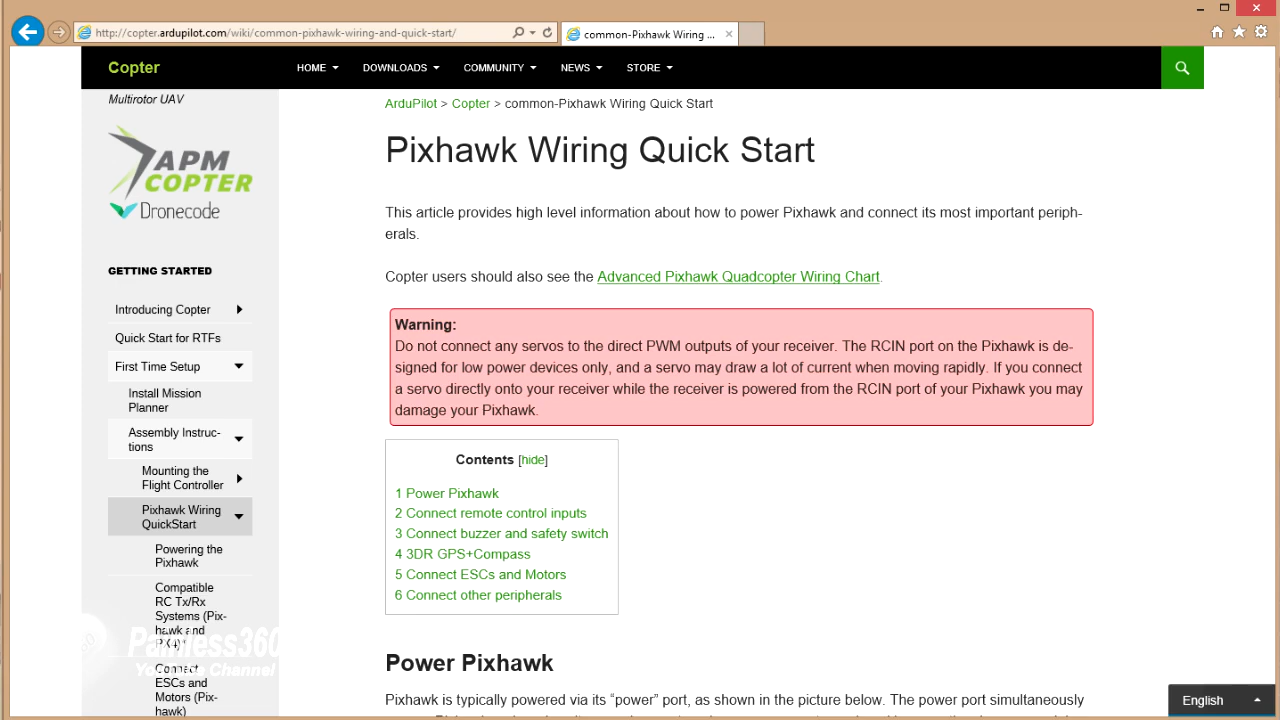 http://copter.ardupilot.com/wiki/common-pixhawk-wiring-and-quick-start/
common-Pixhawk Wiring ...
Copter
HOME
DOWNLOADS
COMMUNITY
NEWS
STORE
Multirotor UAV
APM
COPTER
Dronecode
GETTING STARTED
Introducing Copter
Quick Start for RTFs
First Time Setup
Install Mission
Planner
Assembly Instruc-
tions
Mounting the
Flight Controller
Pixhawk Wiring
QuickStart
Powering the
Pixhawk
Compatible
RC Tx/Rx
Systems (Pix-
hawk and
Painless360
YouTube Channel
Connect
ESCs and
Motors (Pix-
hawk)
ArduPilot > Copter > common-Pixhawk Wiring Quick Start
Pixhawk Wiring Quick Start
This article provides high level information about how to power Pixhawk and connect its most important periph-
erals.
Copter users should also see the Advanced Pixhawk Quadcopter Wiring Chart.
Warning:
Do not connect any servos to the direct PWM outputs of your receiver. The RCIN port on the Pixhawk is de-
signed for low power devices only, and a servo may draw a lot of current when moving rapidly. If you connect
a servo directly onto your receiver while the receiver is powered from the RCIN port of your Pixhawk you may
damage your Pixhawk.
Contents [hide]
1 Power Pixhawk
2 Connect remote control inputs
3 Connect buzzer and safety switch
4 3DR GPS+Compass
5 Connect ESCs and Motors
6 Connect other peripherals
Power Pixhawk
Pixhawk is typically powered via its “power” port, as shown in the picture below. The power port simultaneously
English